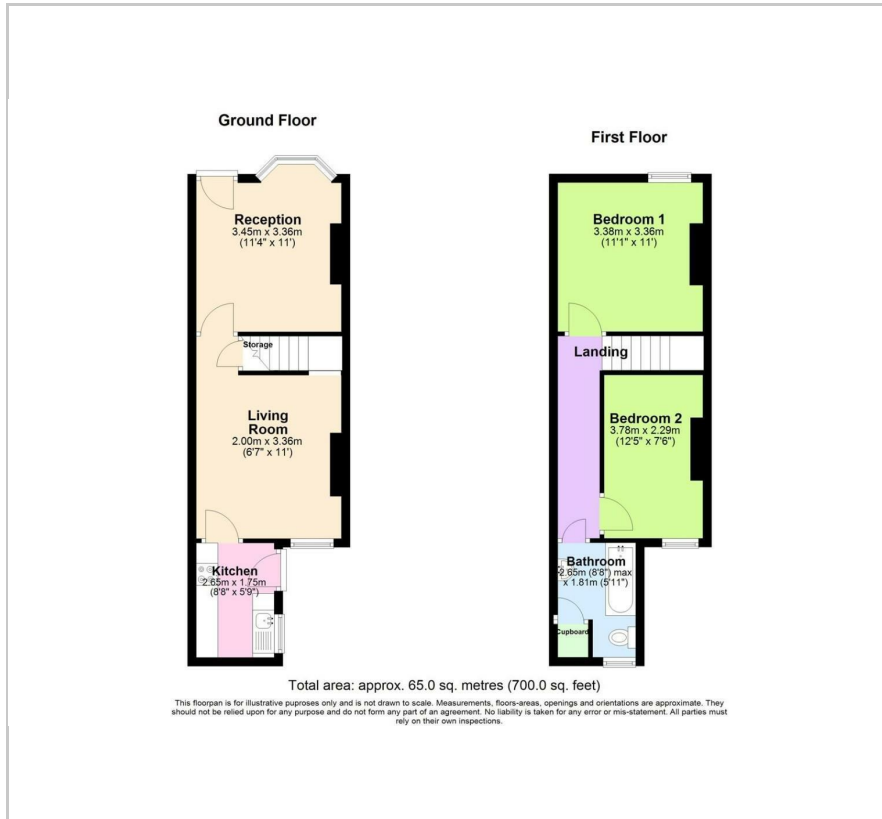 Ground Floor
Reception
3.45m x 3.36m
(11'4" x 11')
Storage
Living
Room
2.00m x 3.36m
(6'7" x 11')
Kitchen
2.65m x 1.75m
(8'8" x 5'9")
First Floor
Bedroom 1
3.38m x 3.36m
(11'1" x 11')
Landing
Bedroom 2
3.78m x 2.29m
(12'5" x 7'6")
Bathroom
2.65m (8'8") max
x 1.81m (5'11")
Cupboard
Total area: approx. 65.0 sq. metres (700.0 sq. feet)
This floorpan is for illustrative puproses only and is not drawn to scale. Measurements, floors-areas, openings and orientations are approximate. They
should not be relied upon for any purpose and do not form any part of an agreement. No liability is taken for any error or mis-statement. All parties must
rely on their own inspections.